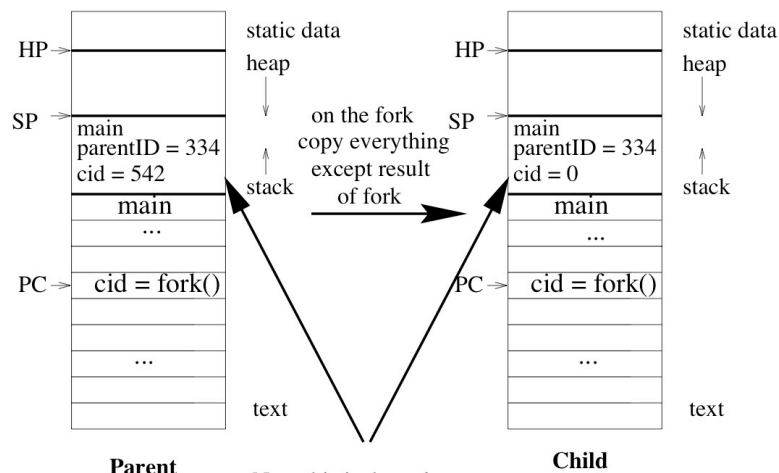 static data
HP
heap
SP
main
parentID = 334
cid = 542
stack
main
...
PC
cid = fork()
...
text
Parent
on the fork
copy everything
except result
of fork
static data
HP
heap
SP
main
parentID = 334
cid = 0
stack
main
...
PC
cid = fork()
...
text
Child